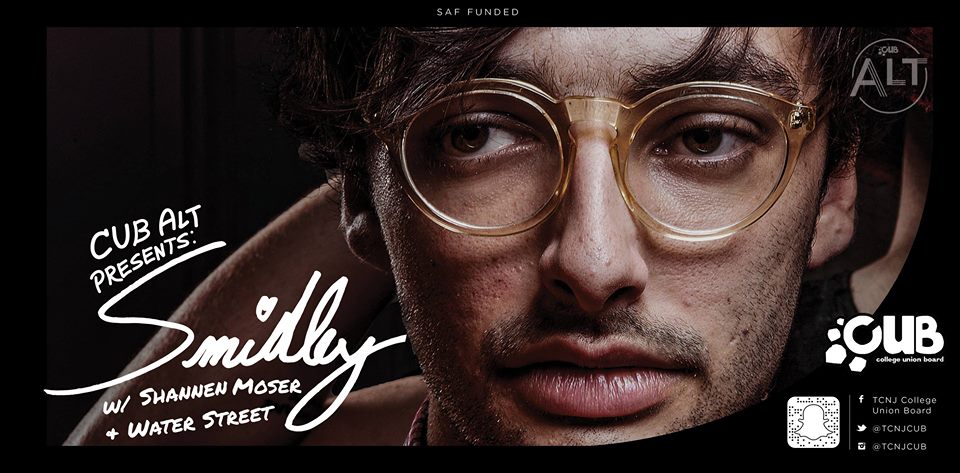 SAF FUNDED
CUB
ALT
CUB ALT
PRESENTS:
Smidley
W/ SHANNEN MOSER
+ WATER STREET
CUB
college union board
TCNJ College
Union Board
@TCNJCUB
@TCNJCUB